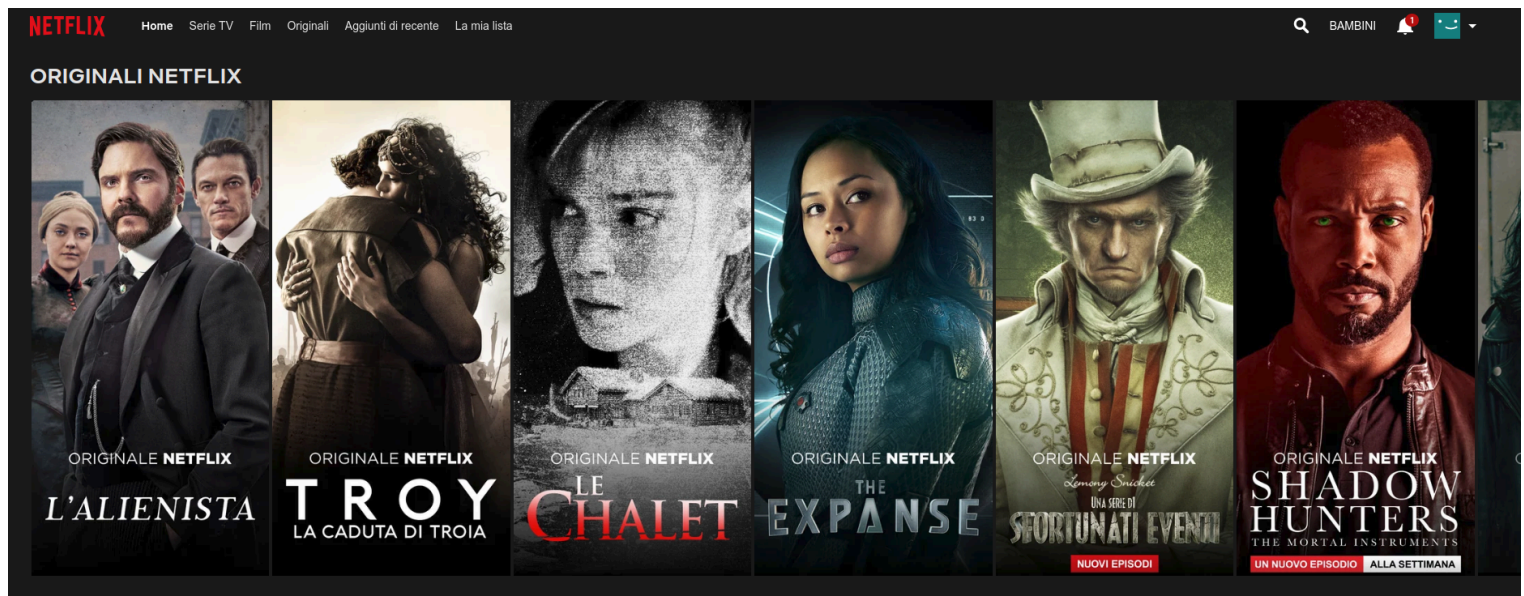 NETFLIX
Home Serie TV Film Originali Aggiunti di recente La mia lista
BAMBINI
1
ORIGINALI NETFLIX
ORIGINALE NETFLIX
L'ALIENISTA
ORIGINALE NETFLIX
TROY
LA CADUTA DI TROIA
ORIGINALE NETFLIX
LE
CHALET
ORIGINALE NETFLIX
THE
EXPANSE
ORIGINALE NETFLIX
Lemony Snicket
UNA SERIE DI
SFORTUNATI EVENTI
NUOVI EPISODI
ORIGINALE NETFLIX
SHADOW
HUNTERS
THE MORTAL INSTRUMENTS
UN NUOVO EPISODIO ALLA SETTIMANA